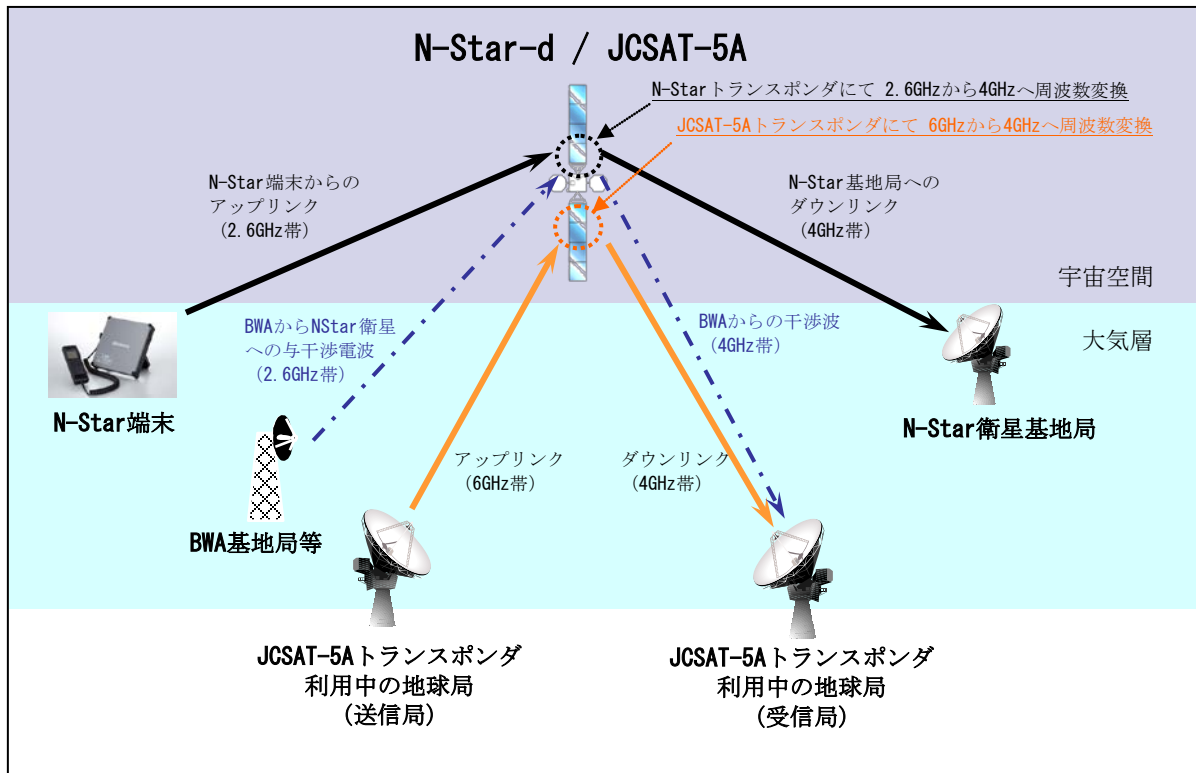 N-Star-d / JCSAT-5A
N-Starトランスポンダにて 2.6GHzから4GHzへ周波数変換
JCSAT-5Aトランスポンダにて 6GHzから4GHzへ周波数変換
N-Star端末からの
アップリンク
（2.6GHz帯）
N-Star基地局への
ダウンリンク
（4GHz帯）
宇宙空間
大気層
BWAからNStar衛星
への与干渉電波
（2.6GHz帯）
BWAからの干渉波
（4GHz帯）
N-Star端末
N-Star衛星基地局
アップリンク
（6GHz帯）
ダウンリンク
（4GHz帯）
BWA基地局等
JCSAT-5Aトランスポンダ
利用中の地球局
（送信局）
JCSAT-5Aトランスポンダ
利用中の地球局
（受信局）